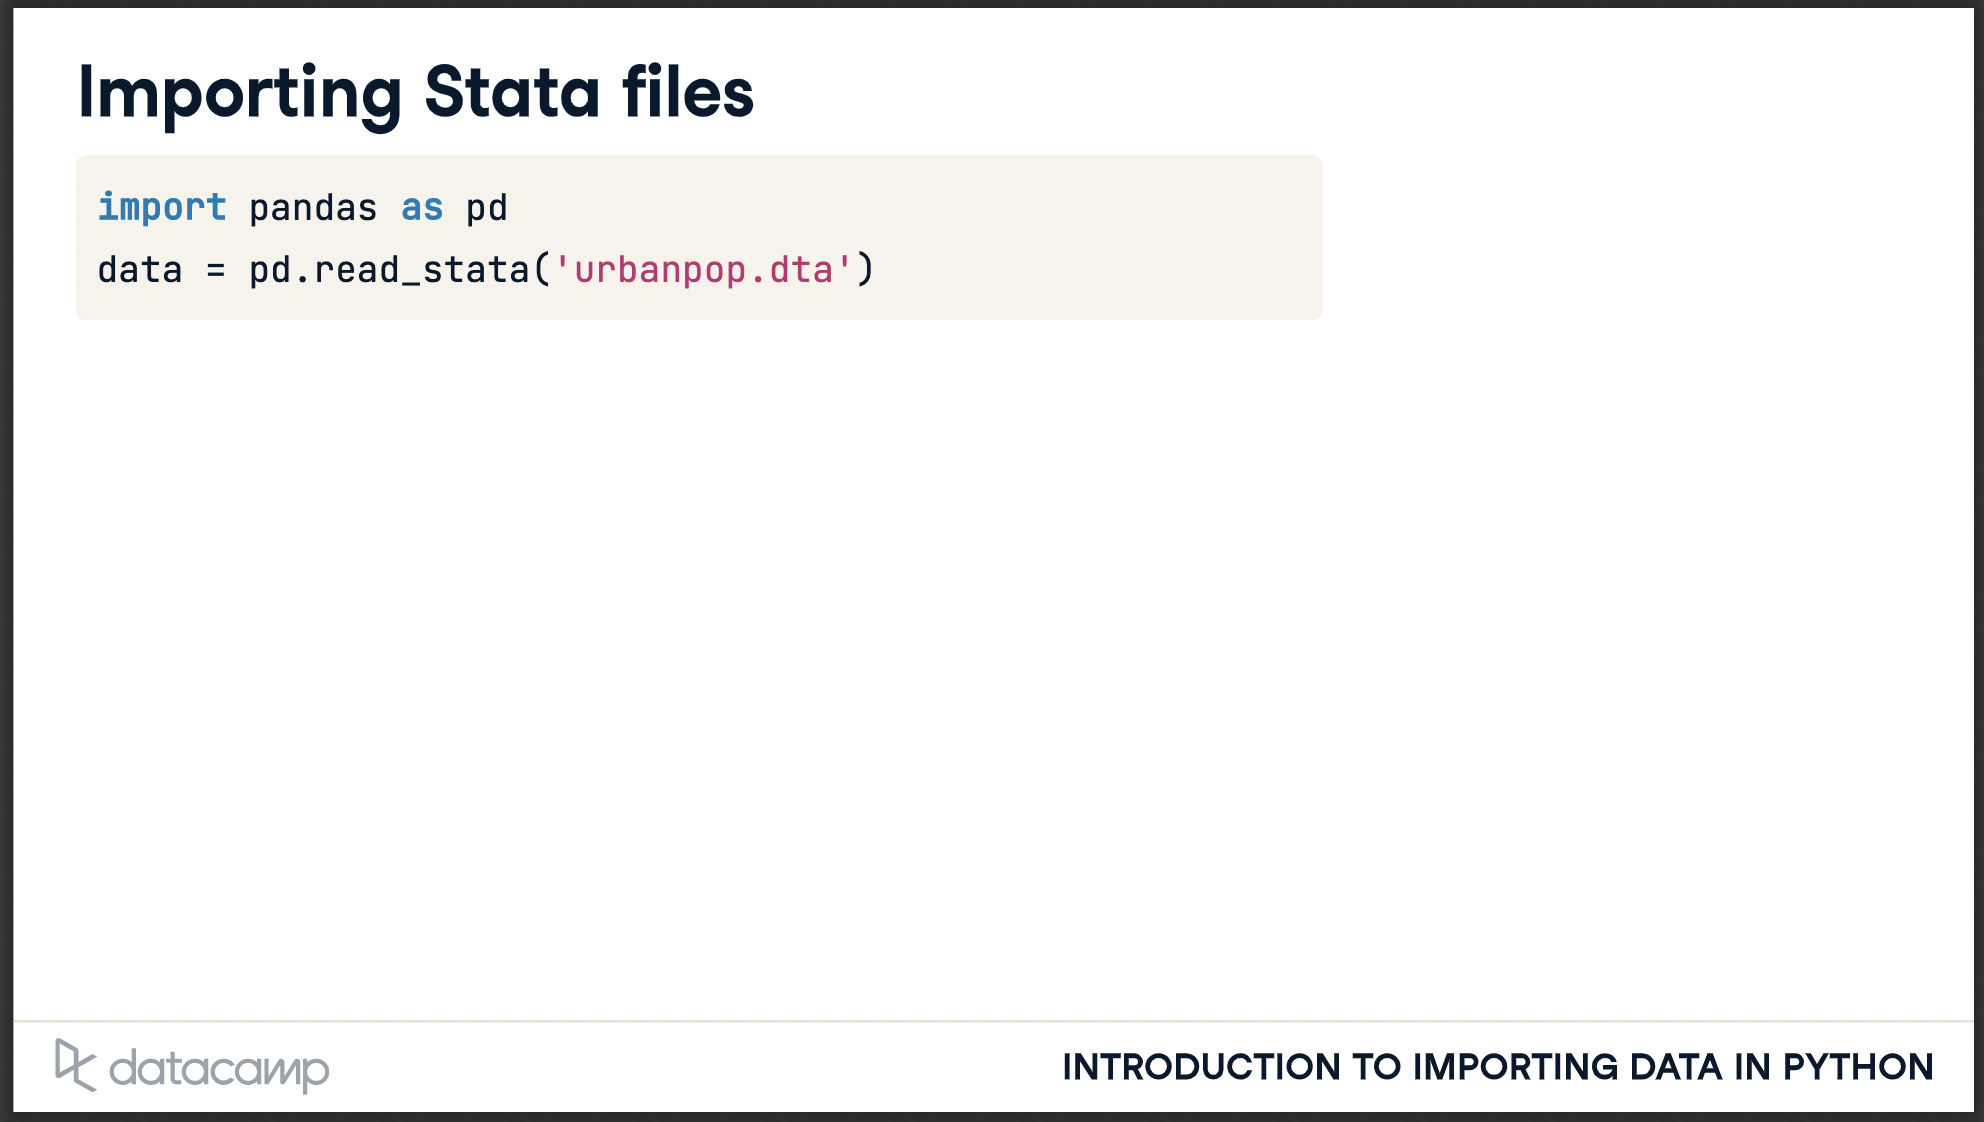 Importing Stata files
import pandas as pd
data = pd.read_stata('urbanpop.dta')
datacamp
INTRODUCTION TO IMPORTING DATA IN PYTHON